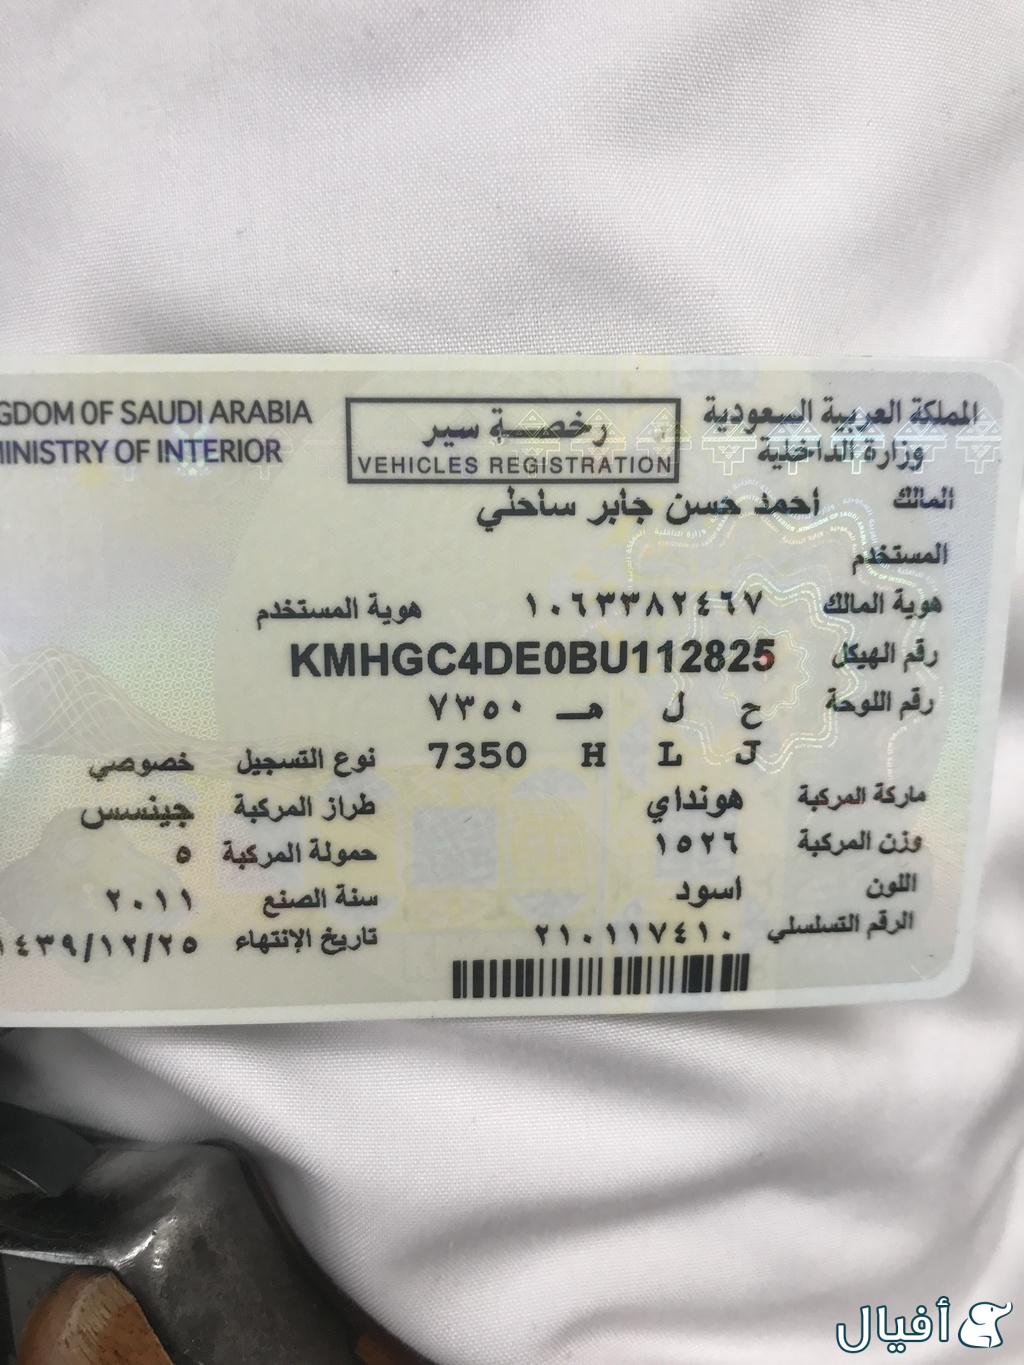 المملكة العربية السعودية
وزارة الداخلية
رخصة سير
VEHICLES REGISTRATION
GDOM OF SAUDI ARABIA
MINISTRY OF INTERIOR
المالك أحمد حسن جابر ساحلي
المستخدم
هوية المالك ١٠٦٣٣٨٢٤٦٧ هوية المستخدم
رقم الهيكل KMHGC4DE0BU112825
رقم اللوحة ح ل هـ ٧٣٥٠
J L H 7350 نوع التسجيل خصوصي
ماركة المركبة هونداي طراز المركبة جينسس
وزن المركبة ١٥٢٦ حمولة المركبة ٥
اللون اسود سنة الصنع ٢٠١١
الرقم التسلسلي ٢١٠١١٧٤١٠ تاريخ الإنتهاء ١٤٣٩/١٢/٢٥
أفيال